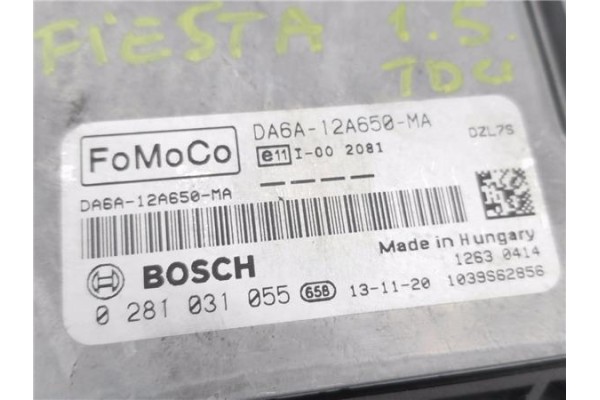 FiESTA 1.5.
TDCi
FoMoCo
DA6A-12A650-MA
DZL7S
e11 I-00 2081
DA6A-12A650-MA
BOSCH
Made in Hungary
1263 0414
0 281 031 055 658 13-11-20 1039S62856